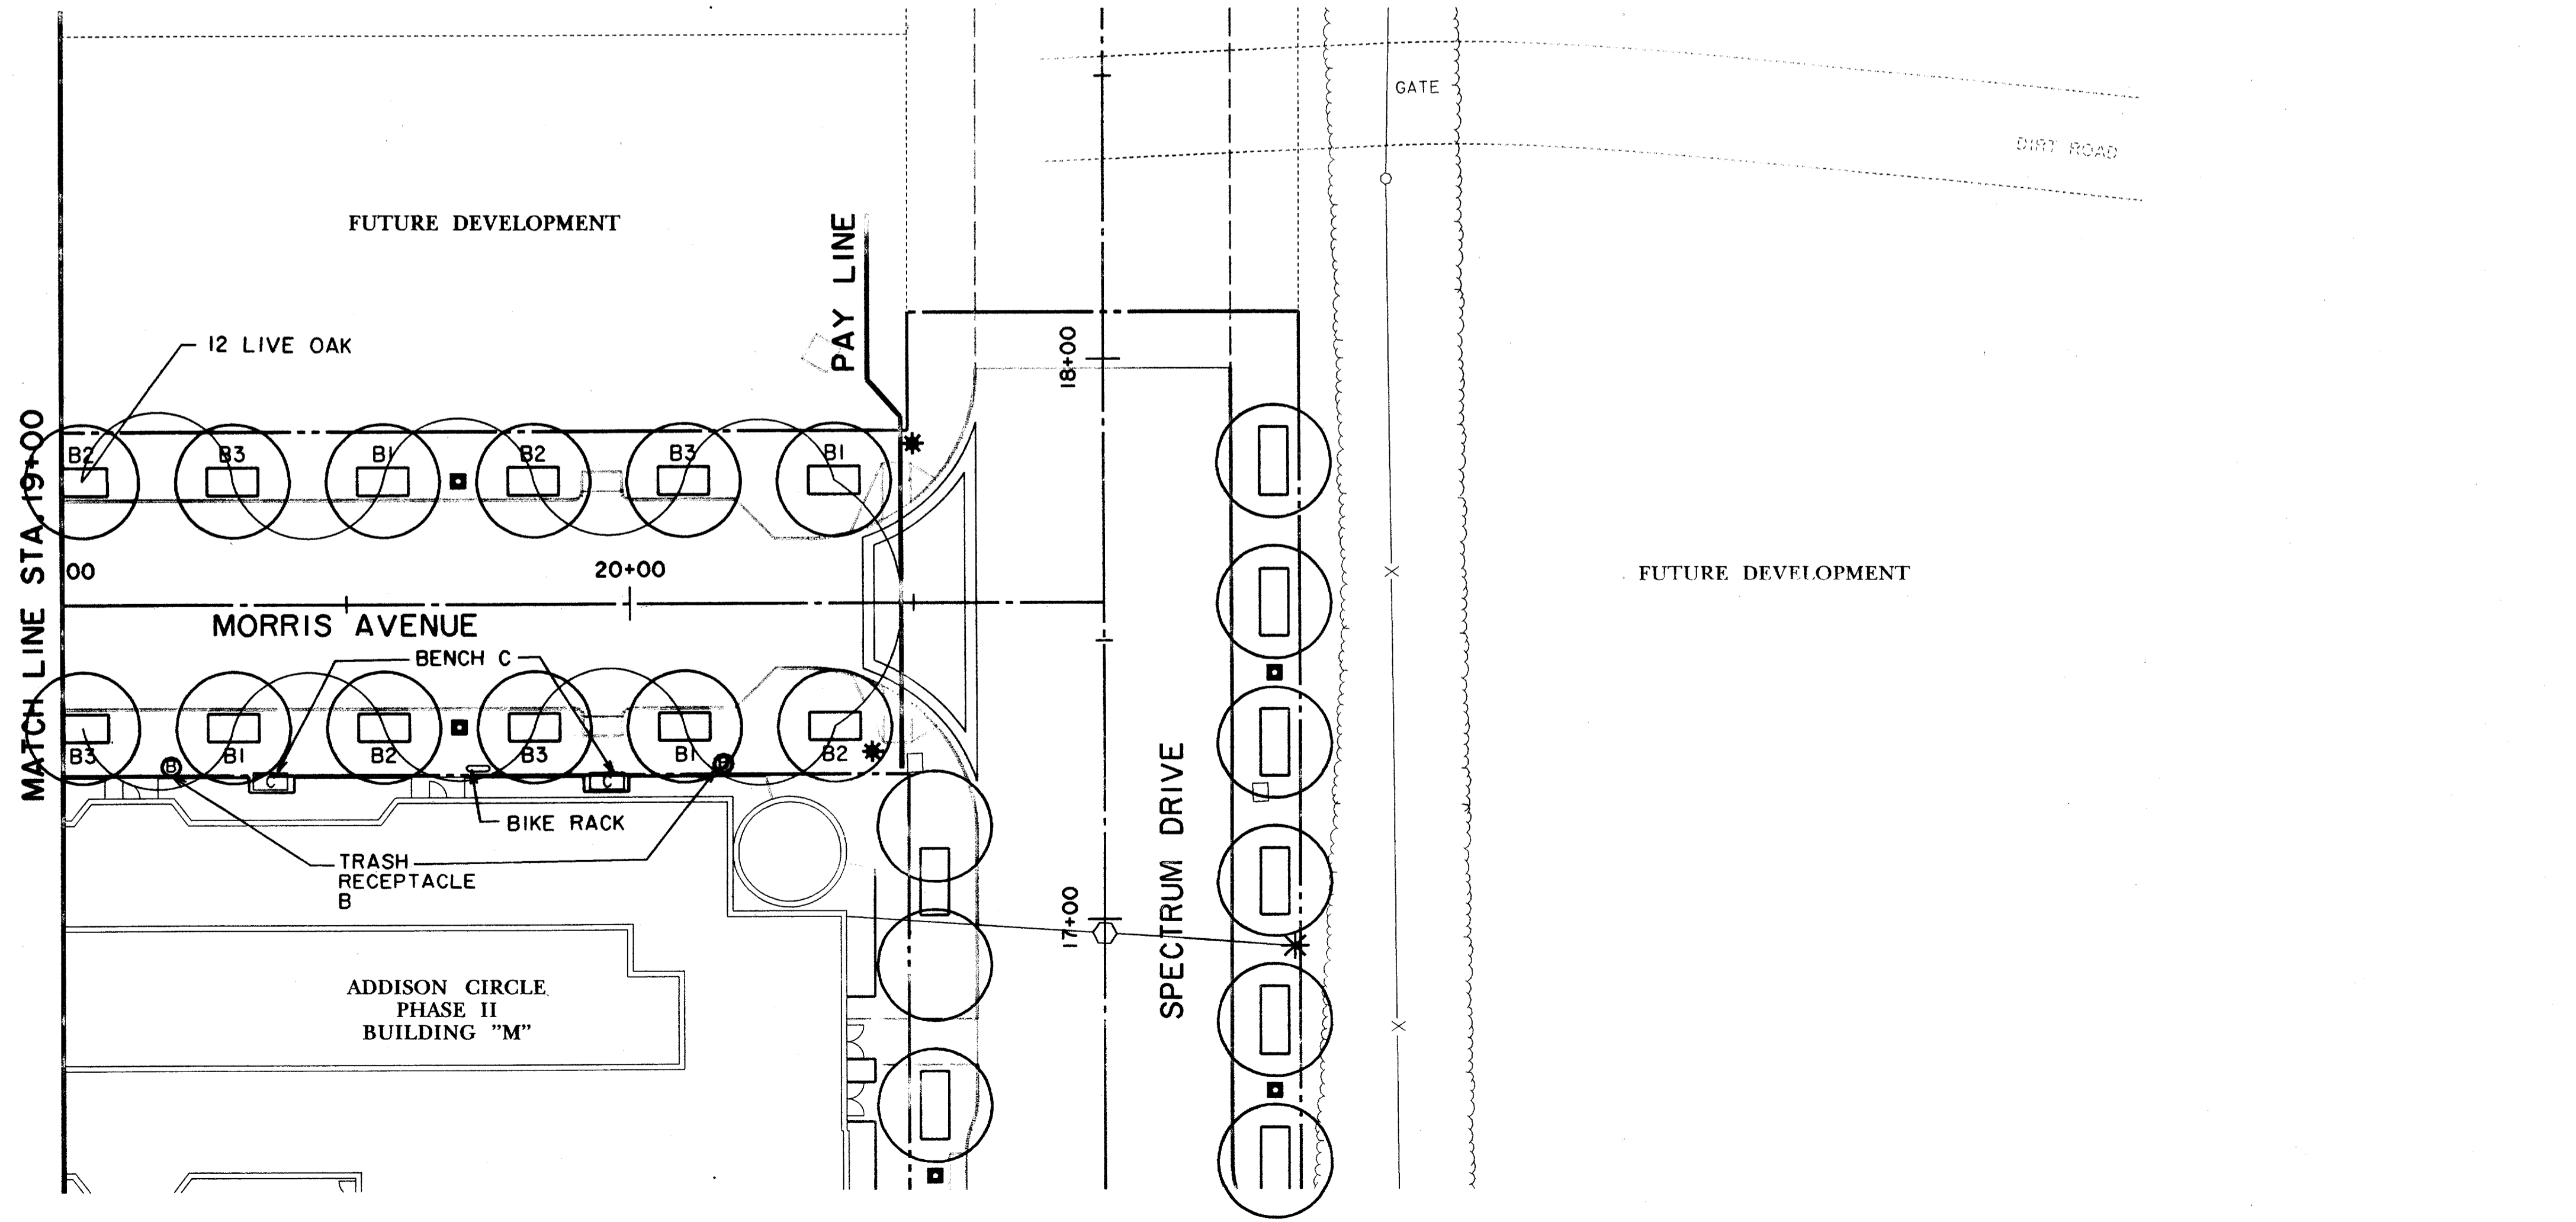 GATE
DIRT ROAD
FUTURE DEVELOPMENT
PAY LINE
12 LIVE OAK
18+00
MATCH LINE STA. 19+00
B2
B3
B1
B2
B3
B1
00
20+00
FUTURE DEVELOPMENT
MORRIS AVENUE
BENCH C
B3
B1
B2
B3
B1
B2
B
C
C
BIKE RACK
TRASH
RECEPTACLE
B
SPECTRUM DRIVE
17+00
ADDISON CIRCLE
PHASE II
BUILDING "M"